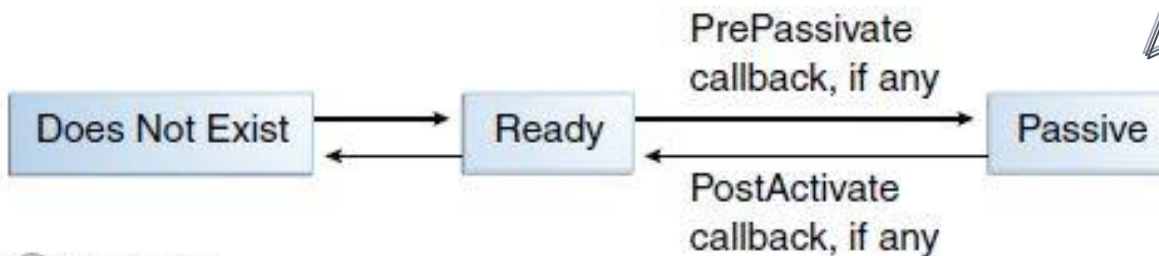 PrePassivate
callback, if any
Does Not Exist
Ready
Passive
PostActivate
callback, if any